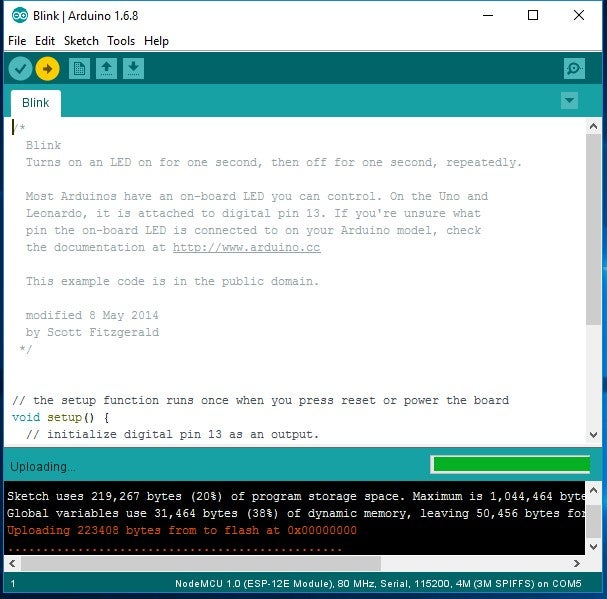 Blink | Arduino 1.6.8
File Edit Sketch Tools Help
Blink
/*
Blink
Turns on an LED on for one second, then off for one second, repeatedly.
Most Arduinos have an on-board LED you can control. On the Uno and
Leonardo, it is attached to digital pin 13. If you're unsure what
pin the on-board LED is connected to on your Arduino model, check
the documentation at http://www.arduino.cc
This example code is in the public domain.
modified 8 May 2014
by Scott Fitzgerald
*/
// the setup function runs once when you press reset or power the board
void setup() {
// initialize digital pin 13 as an output.
Uploading...
Sketch uses 219,267 bytes (20%) of program storage space. Maximum is 1,044,464 byte
Global variables use 31,464 bytes (38%) of dynamic memory, leaving 50,456 bytes for
Uploading 223408 bytes from to flash at 0x00000000
................................................
1 NodeMCU 1.0 (ESP-12E Module), 80 MHz, Serial, 115200, 4M (3M SPIFFS) on COM5